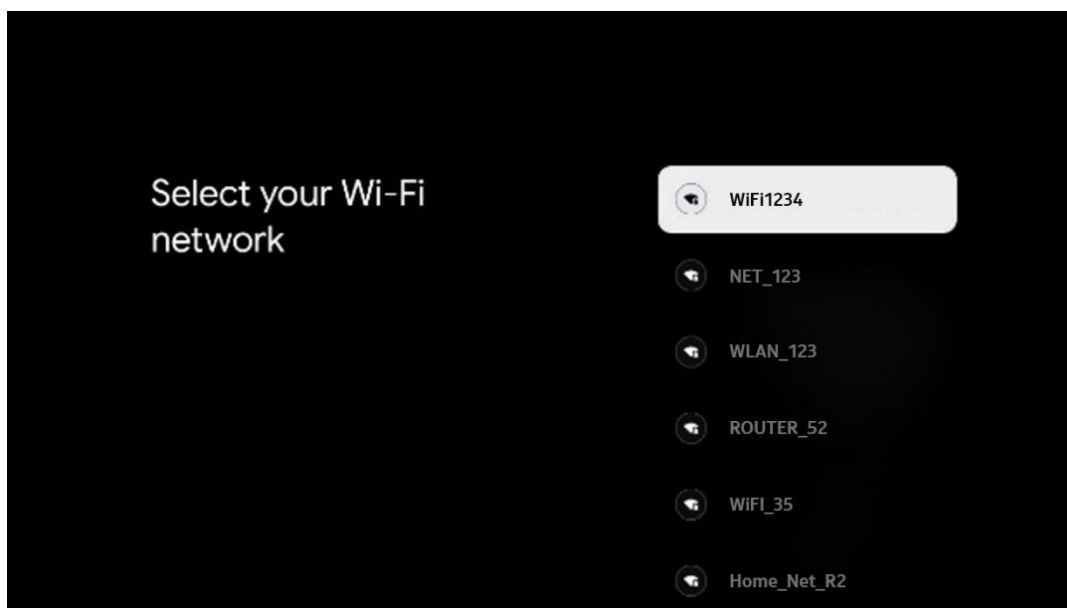 Select your Wi-Fi
network
WiFi1234
NET_123
WLAN_123
ROUTER_52
WiFI_35
Home_Net_R2